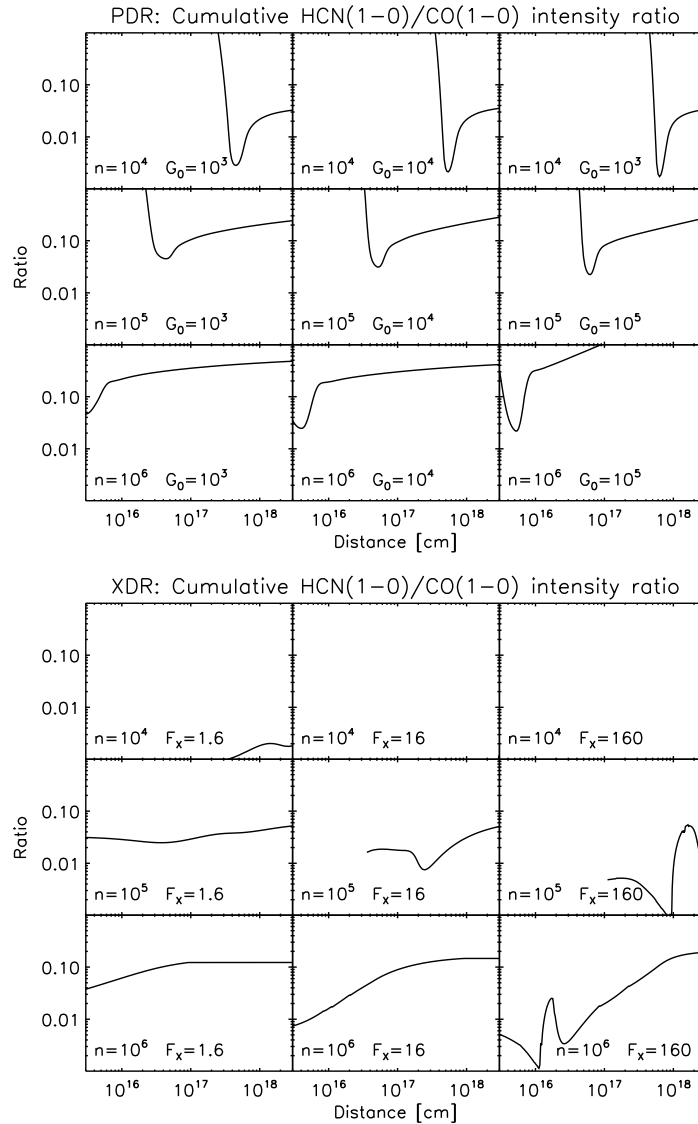 PDR: Cumulative HCN(1−0)/CO(1−0) intensity ratio
0.10
0.01
n=10⁴ G₀=10³
n=10⁴ G₀=10⁴
n=10⁴ G₀=10³
0.10
0.01
n=10⁵ G₀=10³
n=10⁵ G₀=10⁴
n=10⁵ G₀=10⁵
Ratio
0.10
0.01
n=10⁶ G₀=10³
n=10⁶ G₀=10⁴
n=10⁶ G₀=10⁵
10¹⁶ 10¹⁷ 10¹⁸ 10¹⁶ 10¹⁷ 10¹⁸ 10¹⁶ 10¹⁷ 10¹⁸
Distance [cm]
XDR: Cumulative HCN(1−0)/CO(1−0) intensity ratio
0.10
0.01
n=10⁴ Fₓ=1.6
n=10⁴ Fₓ=16
n=10⁴ Fₓ=160
0.10
0.01
n=10⁵ Fₓ=1.6
n=10⁵ Fₓ=16
n=10⁵ Fₓ=160
Ratio
0.10
0.01
n=10⁶ Fₓ=1.6
n=10⁶ Fₓ=16
n=10⁶ Fₓ=160
10¹⁶ 10¹⁷ 10¹⁸ 10¹⁶ 10¹⁷ 10¹⁸ 10¹⁶ 10¹⁷ 10¹⁸
Distance [cm]